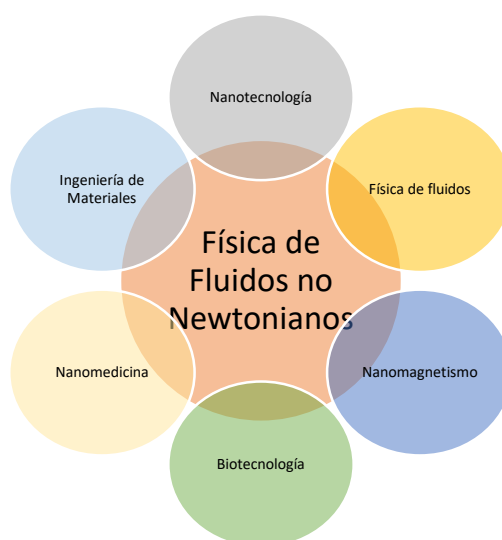 Nanotecnología
Ingeniería de
Materiales
Física de fluidos
Física de
Fluidos no
Newtonianos
Nanomedicina
Nanomagnetismo
Biotecnología